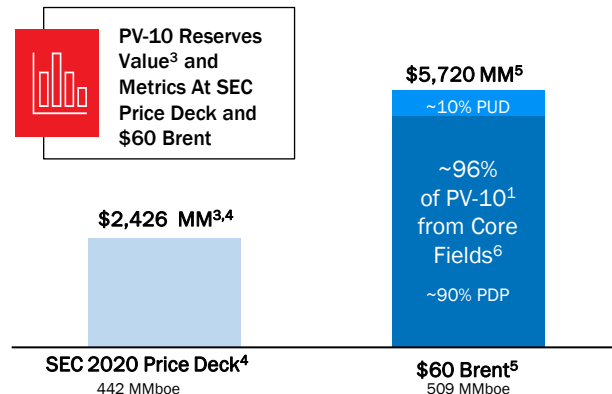 PV-10 Reserves
Value³ and
Metrics At SEC
Price Deck and
$60 Brent
$5,720 MM⁵
~10% PUD
~96%
of PV-10¹
from Core
Fields⁶
~90% PDP
$2,426 MM³,⁴
SEC 2020 Price Deck⁴
442 MMboe
$60 Brent⁵
509 MMboe